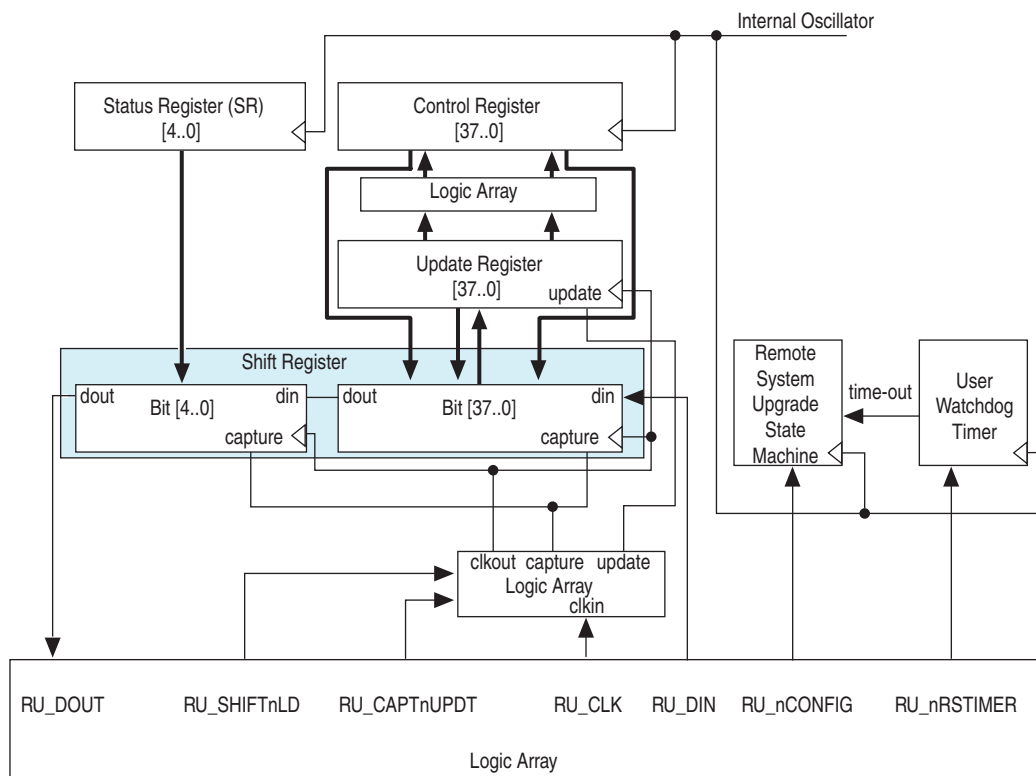 Internal Oscillator
Status Register (SR)
[4..0]
Control Register
[37..0]
Logic Array
Update Register
[37..0]
update
Shift Register
dout
Bit [4..0]
din
capture
dout
Bit [37..0]
din
capture
Remote
System
Upgrade
State
Machine
time-out
User
Watchdog
Timer
clkout capture update
Logic Array
clkin
RU_DOUT RU_SHIFTnLD RU_CAPTnUPDT RU_CLK RU_DIN RU_nCONFIG RU_nRSTIMER
Logic Array